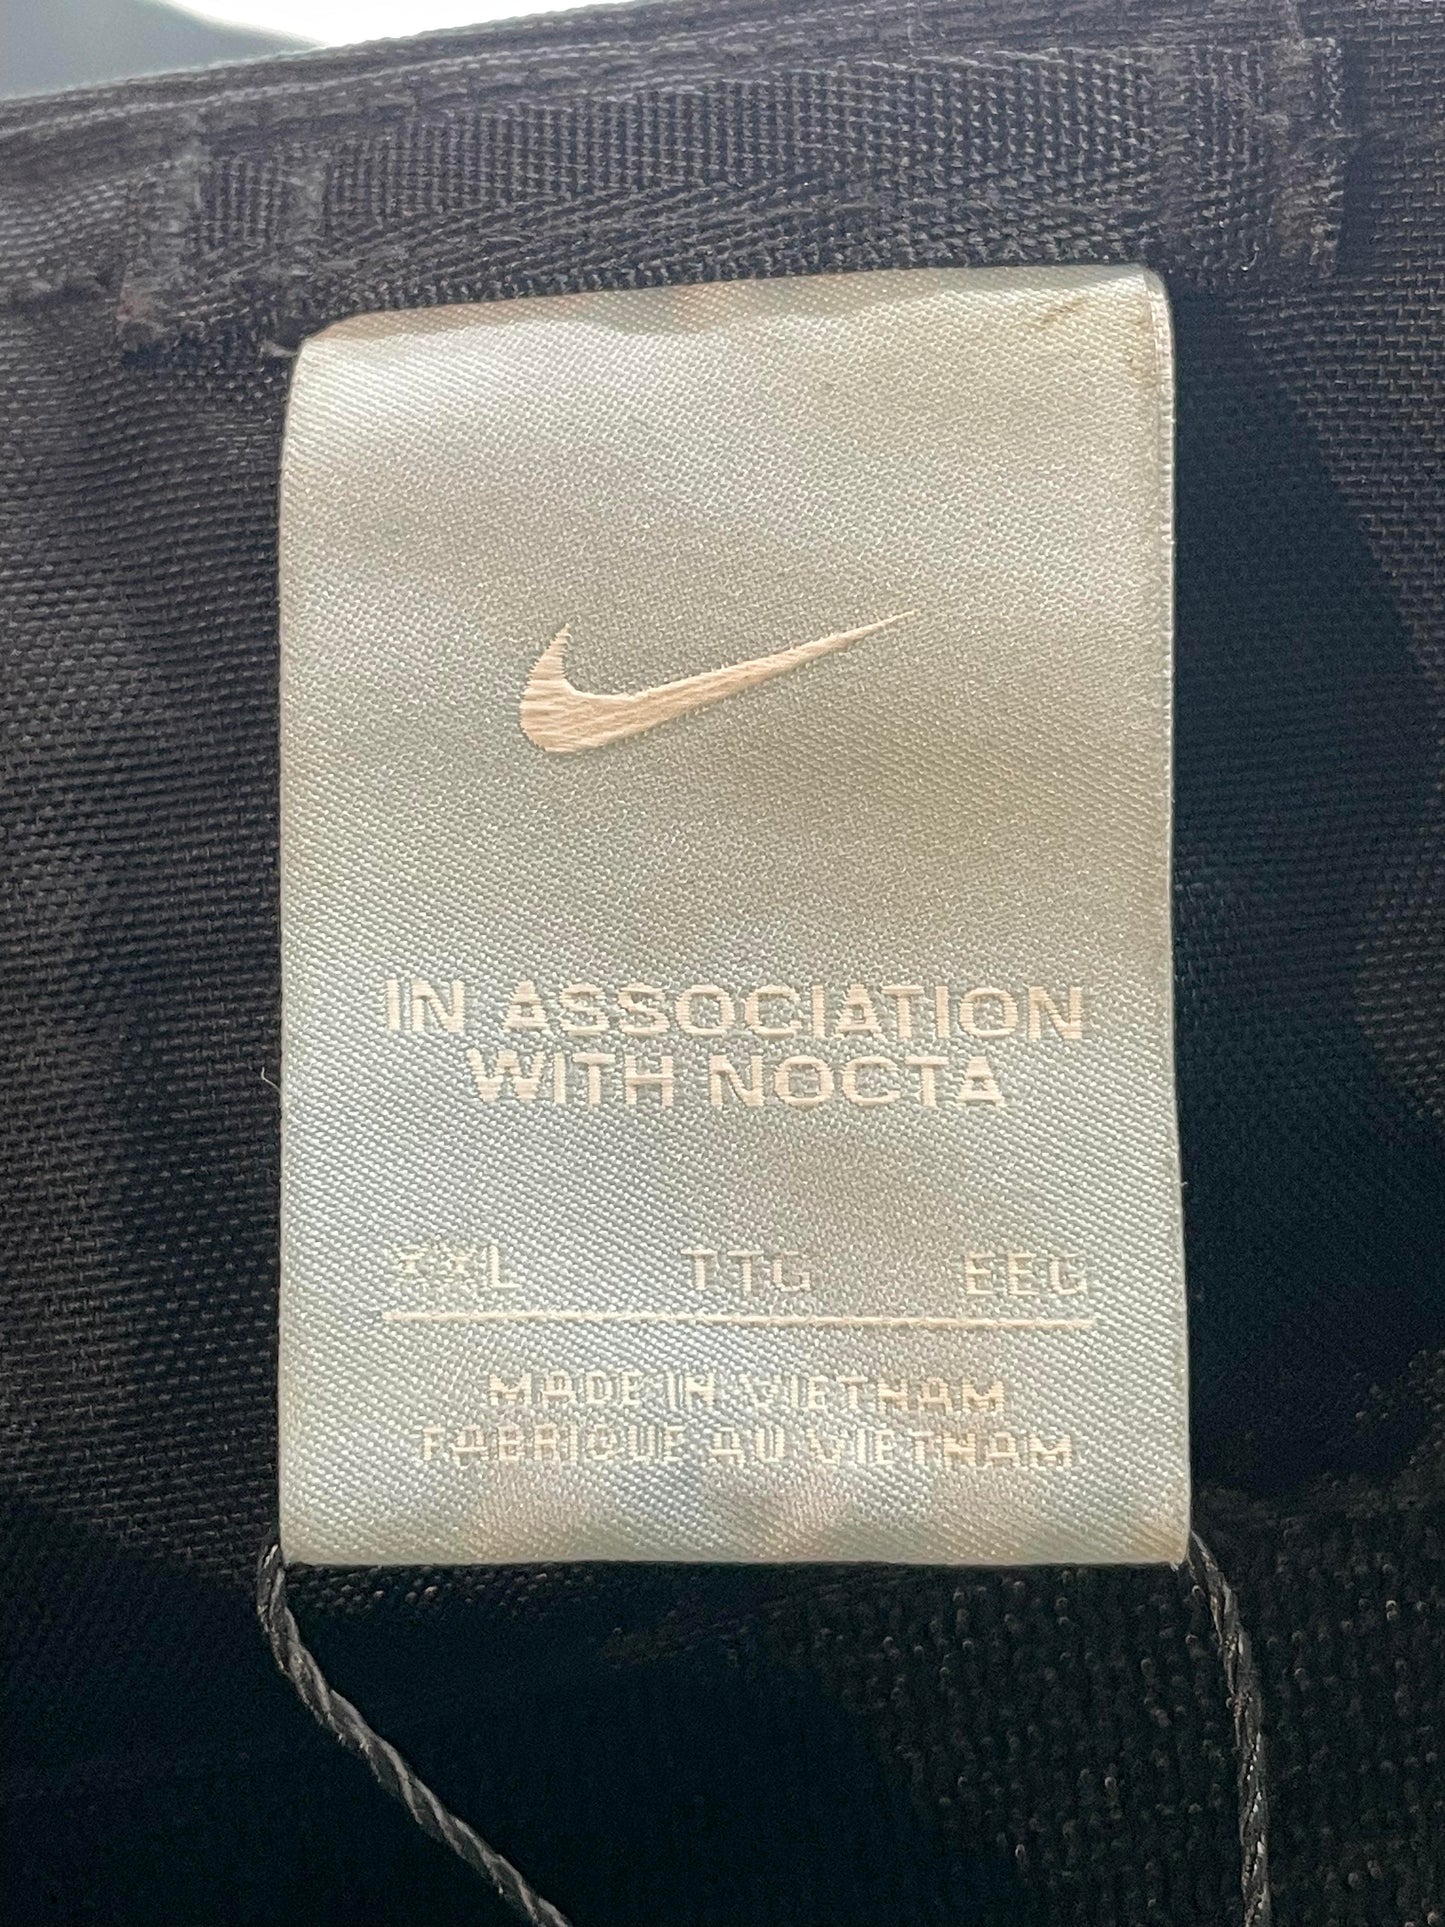 IN ASSOCIATION
WITH NOCTA
XXL TTG EEG
MADE IN VIETNAM
FABRIQUE AU VIETNAM